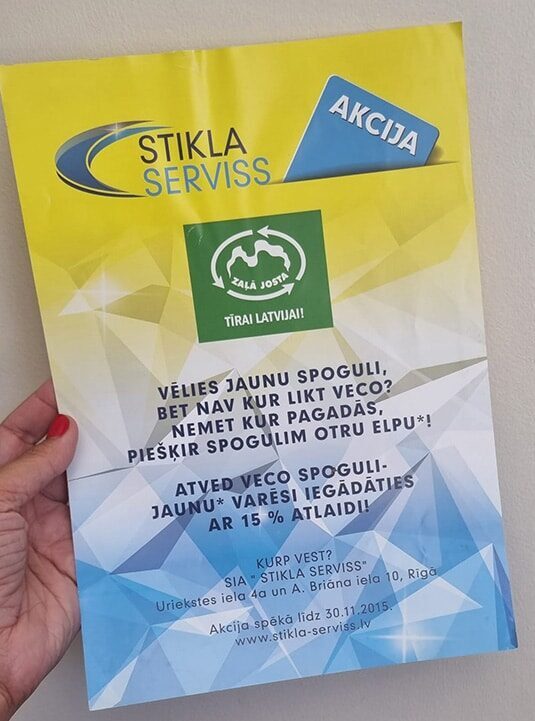 STIKLA
SERVISS
AKCIJA
ZAĻĀ JOSTA
TĪRAI LATVIJAI!
VĒLIES JAUNU SPOGULI,
BET NAV KUR LIKT VECO?
NEMET KUR PAGADĀS,
PIEŠĶIR SPOGULIM OTRU ELPU*!
ATVED VECO SPOGULI-
JAUNU* VARĒSI IEGĀDĀTIES
AR 15 % ATLAIDI!
KURP VEST?
SIA " STIKLA SERVISS"
Uriekstes iela 4a un A. Briāna iela 10, Rīgā
Akcija spēkā līdz 30.11.2015.
www.stikla-serviss.lv